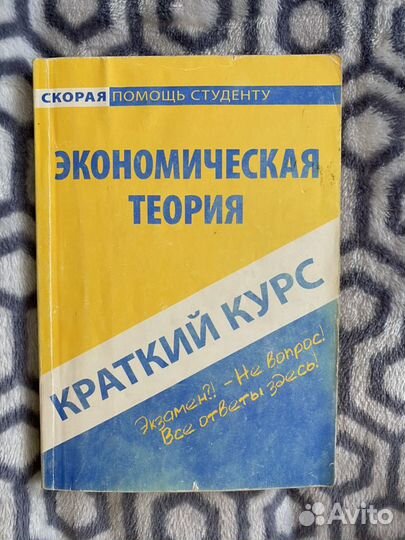 СКОРАЯ ПОМОЩЬ СТУДЕНТУ
ЭКОНОМИЧЕСКАЯ
ТЕОРИЯ
КРАТКИЙ КУРС
Экзамен?! - Не вопрос!
Все ответы здесь!
Avito